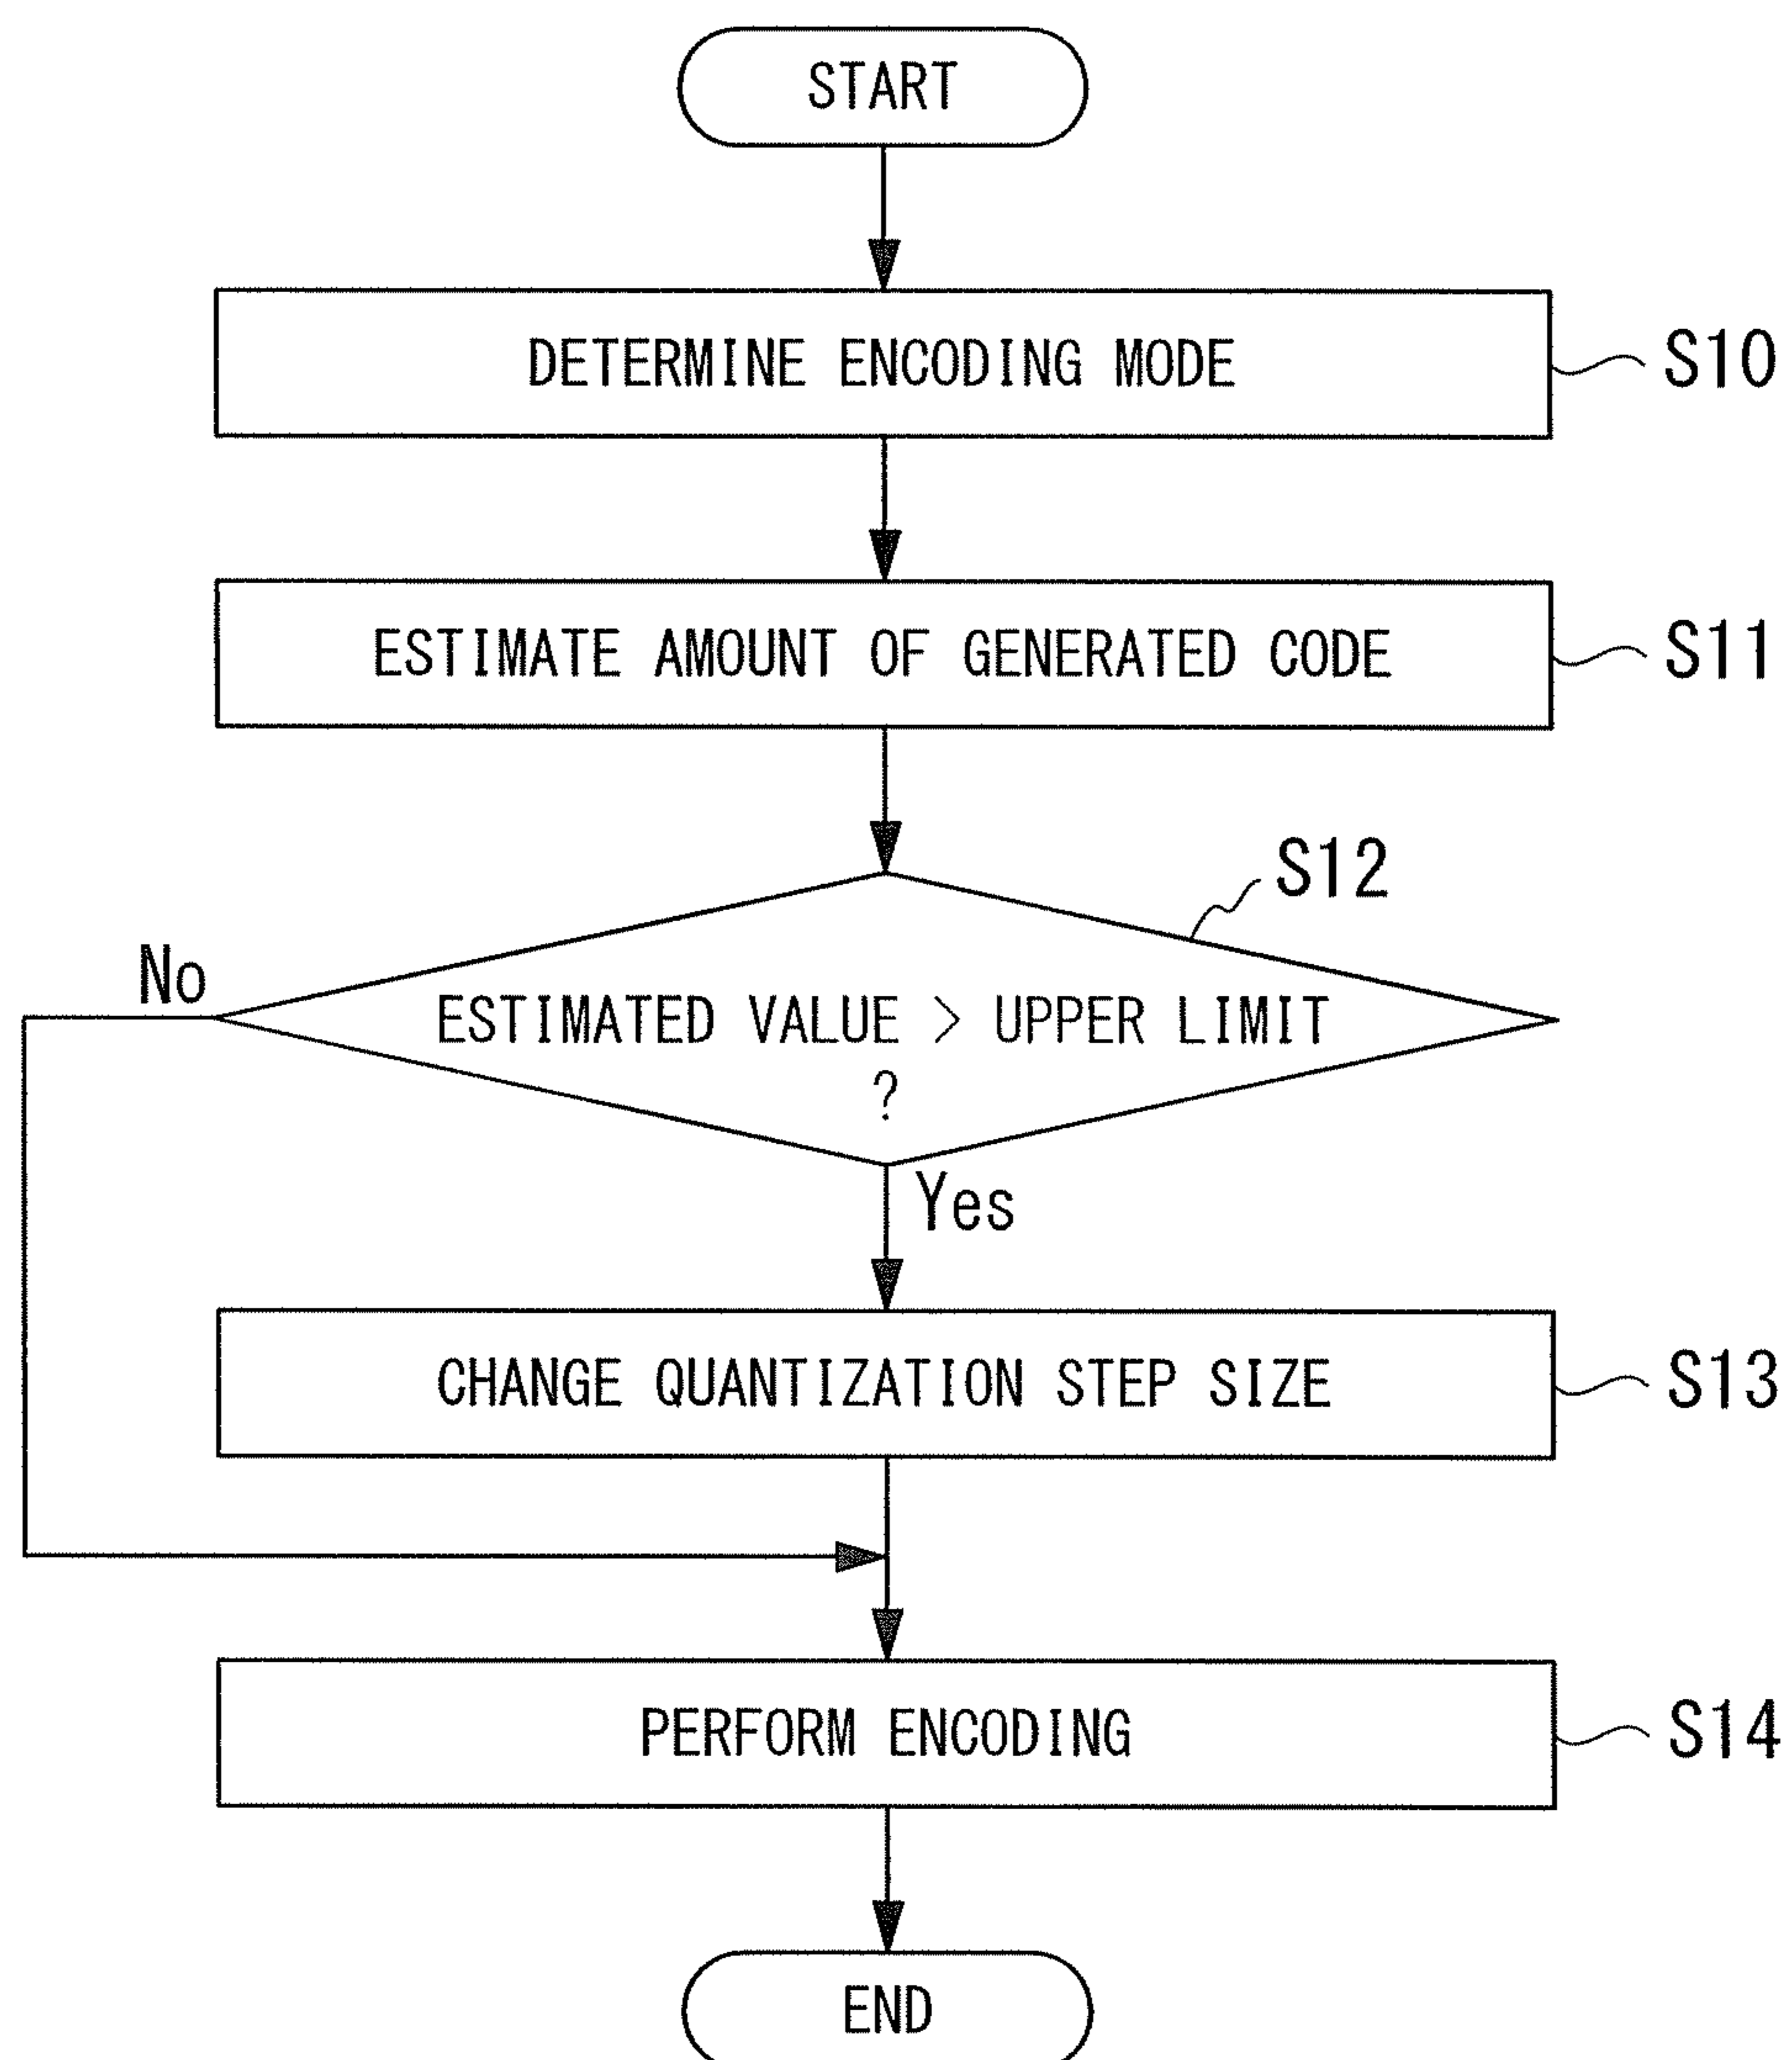 START
DETERMINE ENCODING MODE
S10
ESTIMATE AMOUNT OF GENERATED CODE
S11
S12
No
ESTIMATED VALUE > UPPER LIMIT
?
Yes
CHANGE QUANTIZATION STEP SIZE
S13
PERFORM ENCODING
S14
END